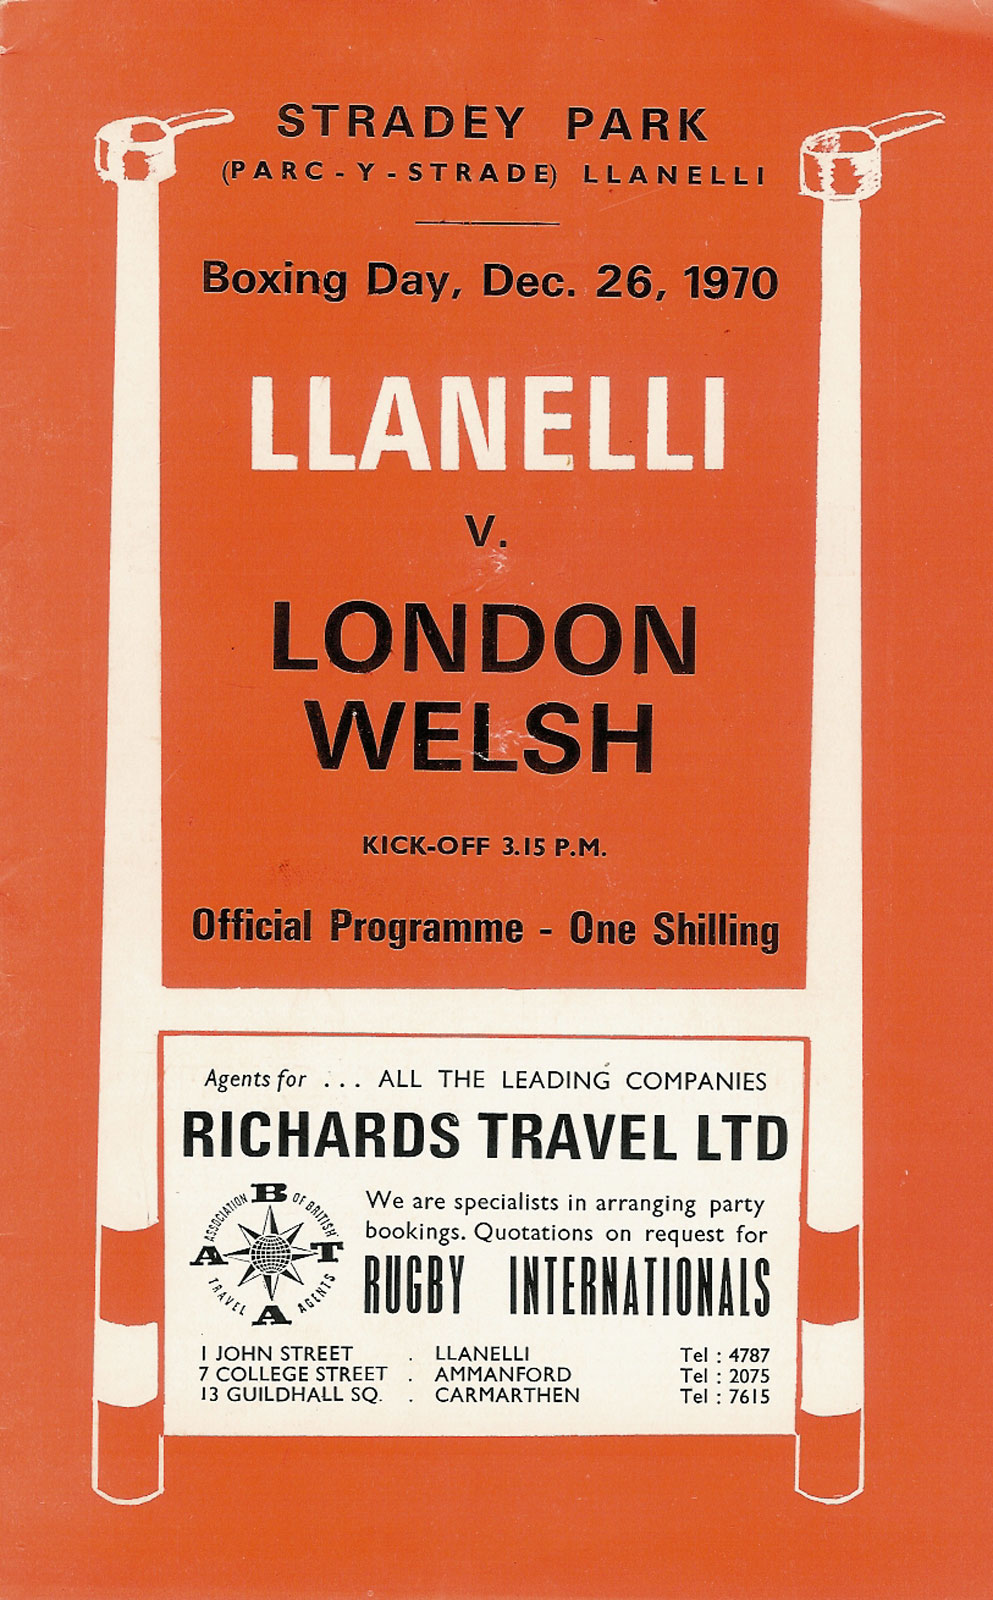 STRADEY PARK
(PARC-Y-STRADE) LLANELLI
Boxing Day, Dec. 26, 1970
LLANELLI
V.
LONDON
WELSH
KICK-OFF 3.15 P.M.
Official Programme - One Shilling
Agents for ... ALL THE LEADING COMPANIES
RICHARDS TRAVEL LTD
ASSOCIATION OF BRITISH TRAVEL AGENTS
A B T A
We are specialists in arranging party
bookings. Quotations on request for
RUGBY INTERNATIONALS
1 JOHN STREET . LLANELLI Tel : 4787
7 COLLEGE STREET . AMMANFORD Tel : 2075
13 GUILDHALL SQ. . CARMARTHEN Tel : 7615